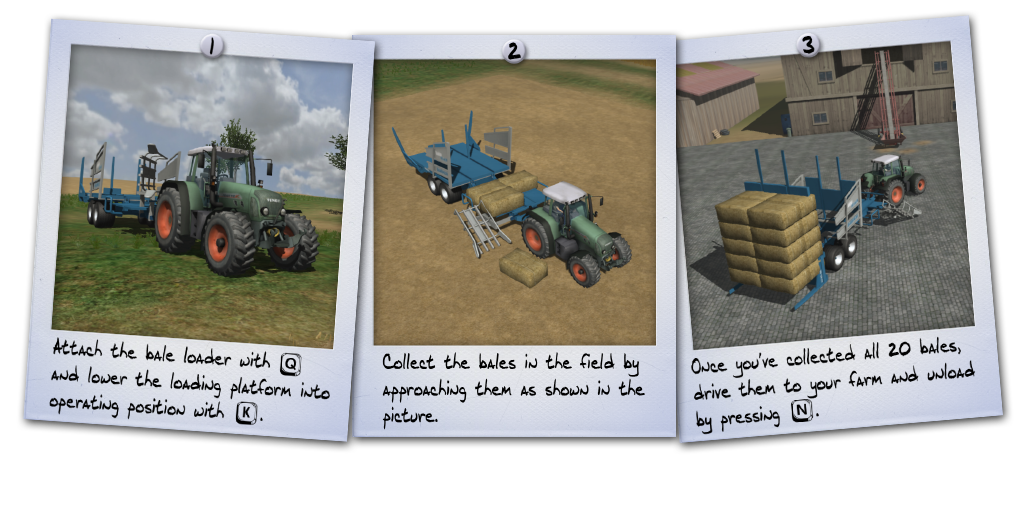 1
Attach the bale loader with Q
and lower the loading platform into
operating position with K.
2
Collect the bales in the field by
approaching them as shown in the
picture.
3
Once you've collected all 20 bales,
drive them to your farm and unload
by pressing N.